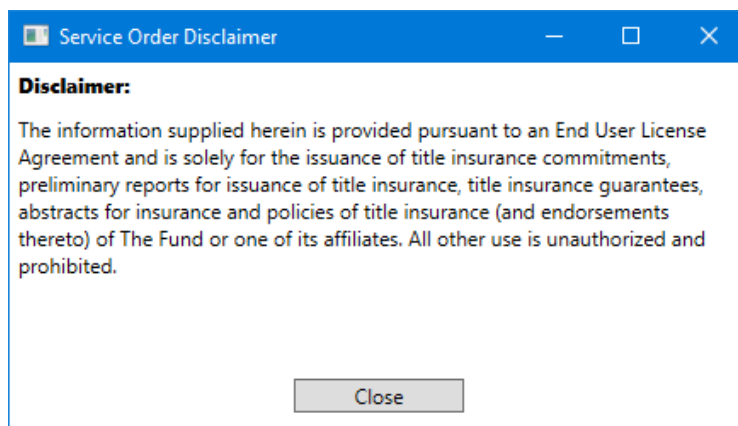 Service Order Disclaimer
Disclaimer:
The information supplied herein is provided pursuant to an End User License
Agreement and is solely for the issuance of title insurance commitments,
preliminary reports for issuance of title insurance, title insurance guarantees,
abstracts for insurance and policies of title insurance (and endorsements
thereto) of The Fund or one of its affiliates. All other use is unauthorized and
prohibited.
Close